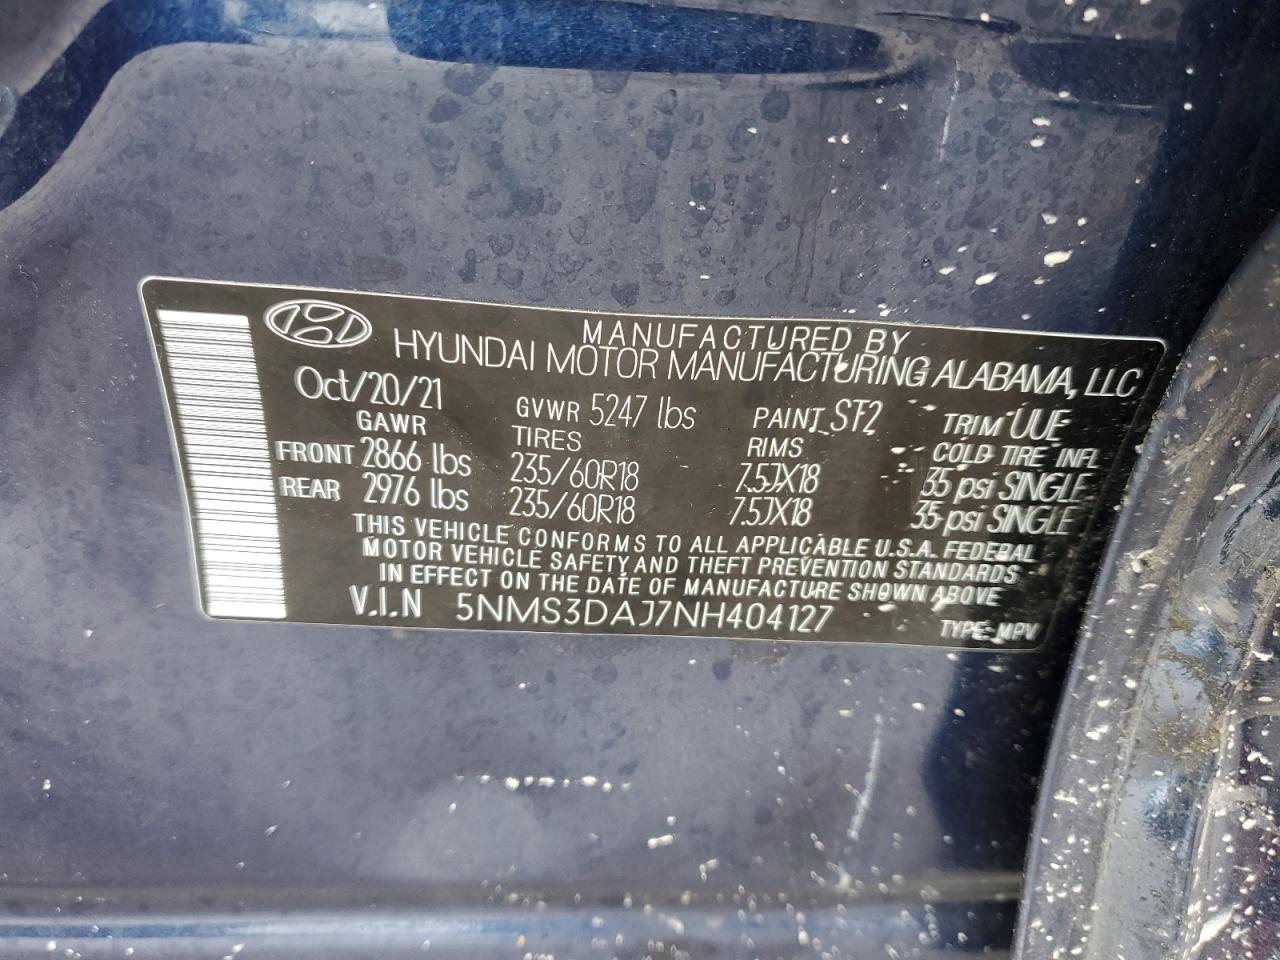 MANUFACTURED BY
HYUNDAI MOTOR MANUFACTURING ALABAMA, LLC
Oct/20/21 GVWR 5247 lbs PAINT SF2 TRIM UUE
GAWR TIRES RIMS COLD TIRE INFL
FRONT 2866 lbs 235/60R18 7.5JX18 35 psi SINGLE
REAR 2976 lbs 235/60R18 7.5JX18 35 psi SINGLE
THIS VEHICLE CONFORMS TO ALL APPLICABLE U.S.A. FEDERAL
MOTOR VEHICLE SAFETY AND THEFT PREVENTION STANDARDS
IN EFFECT ON THE DATE OF MANUFACTURE SHOWN ABOVE
V.I.N 5NMS3DAJ7NH404127 TYPE: MPV